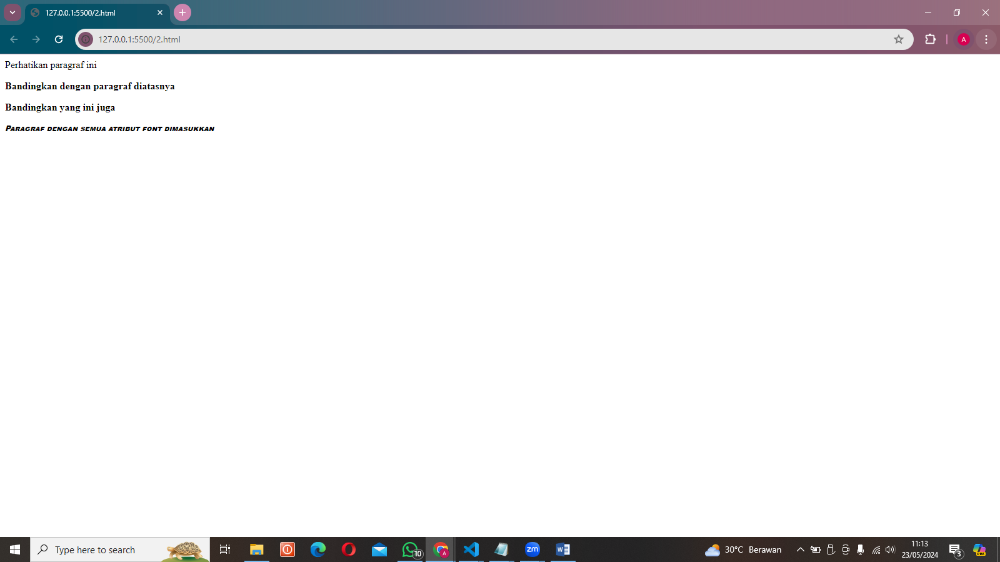 127.0.0.1:5500/2.html
127.0.0.1:5500/2.html
A
Perhatikan paragraf ini
Bandingkan dengan paragraf diatasnya
Bandingkan yang ini juga
Paragraf dengan semua atribut font dimasukkan
Type here to search
10
A
zm
W
30°C Berawan
11:13
23/05/2024
3
PRE